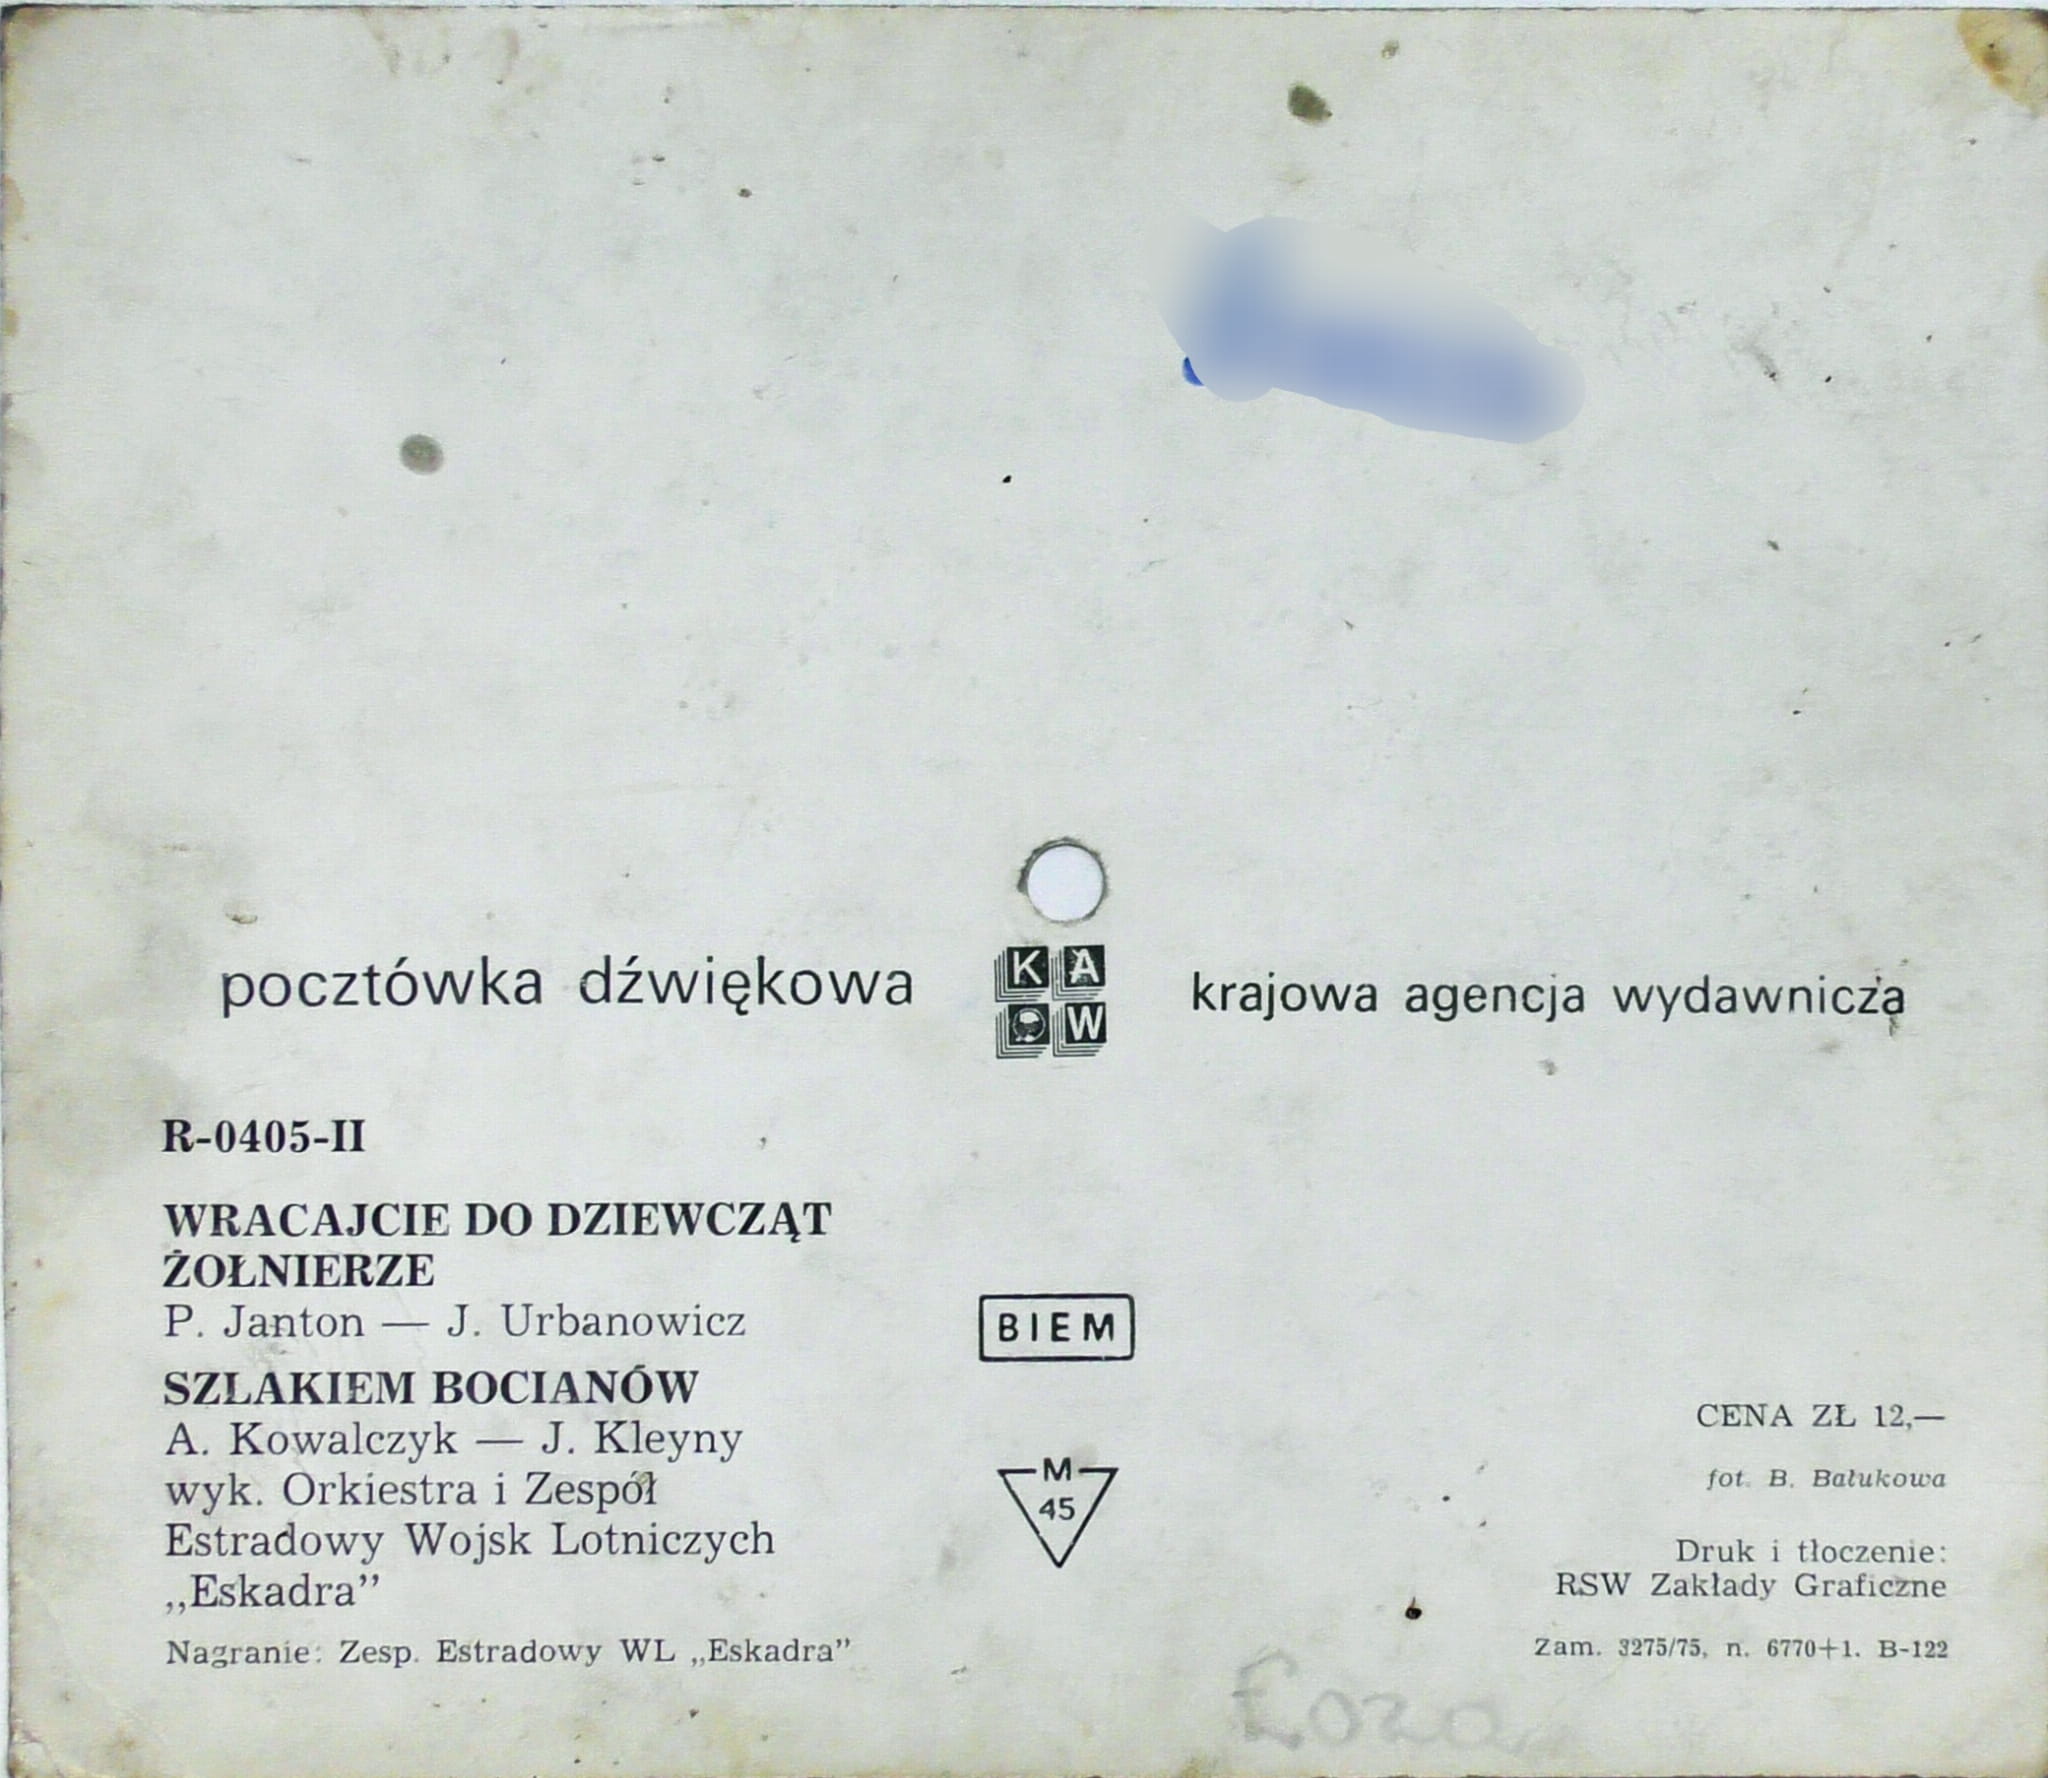 pocztówka dźwiękowa
K A
W
krajowa agencja wydawnicza
R-0405-II
WRACAJCIE DO DZIEWCZĄT
ŻOŁNIERZE
P. Janton — J. Urbanowicz
SZLAKIEM BOCIANÓW
A. Kowalczyk — J. Kleyny
wyk. Orkiestra i Zespół
Estradowy Wojsk Lotniczych
„Eskadra”
Nagranie: Zesp. Estradowy WL „Eskadra”
BIEM
M
45
CENA ZŁ 12,—
fot. B. Bałukowa
Druk i tłoczenie:
RSW Zakłady Graficzne
Zam. 3275/75, n. 6770+1. B-122